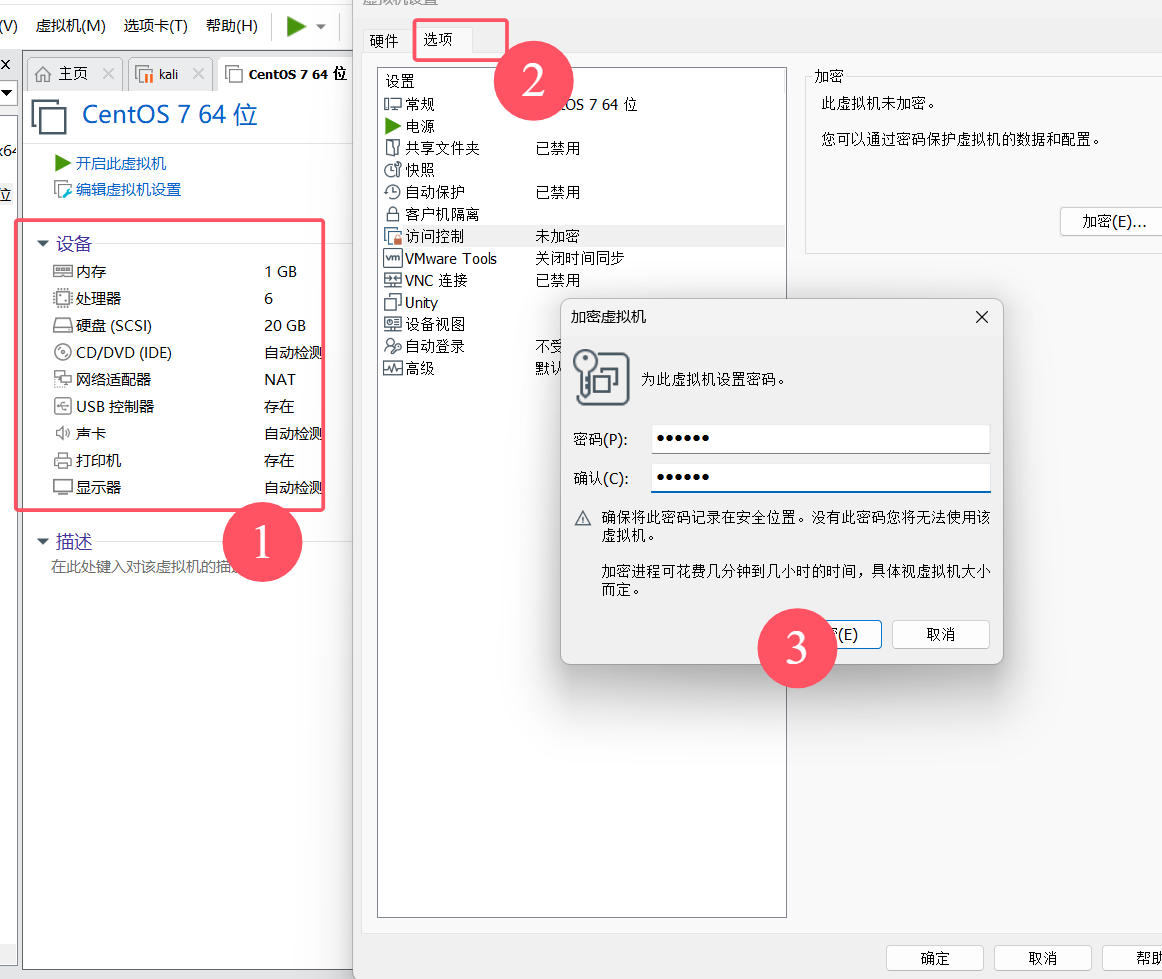 (V) 虚拟机(M) 选项卡(T) 帮助(H)
主页 kali CentOS 7 64 位
CentOS 7 64 位
开启此虚拟机
编辑虚拟机设置
设备
内存 1 GB
处理器 6
硬盘 (SCSI) 20 GB
CD/DVD (IDE) 自动检测
网络适配器 NAT
USB 控制器 存在
声卡 自动检测
打印机 存在
显示器 自动检测
1
描述
在此处键入对该虚拟机的描
x64
位
虚拟机设置
硬件 选项
2
设置
常规 OS 7 64 位
电源
共享文件夹 已禁用
快照
自动保护 已禁用
客户机隔离
访问控制 未加密
VMware Tools 关闭时间同步
VNC 连接 已禁用
Unity
设备视图
自动登录 不受
高级 默认
加密
此虚拟机未加密。
您可以通过密码保护虚拟机的数据和配置。
加密(E)...
加密虚拟机
为此虚拟机设置密码。
密码(P): ••••••
确认(C): ••••••
确保将此密码记录在安全位置。没有此密码您将无法使用该
虚拟机。
加密进程可花费几分钟到几小时的时间，具体视虚拟机大小
而定。
3
密(E) 取消
确定 取消 帮助